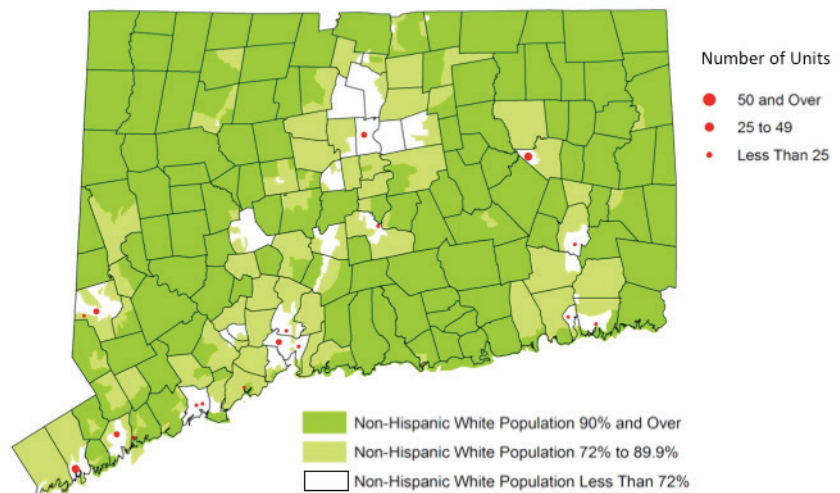 Number of Units
50 and Over
25 to 49
Less Than 25
Non-Hispanic White Population 90% and Over
Non-Hispanic White Population 72% to 89.9%
Non-Hispanic White Population Less Than 72%